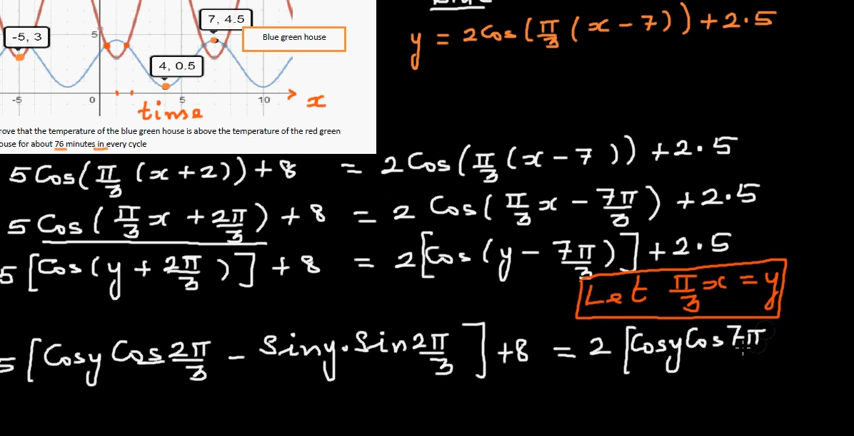 7, 4.5
-5, 3
5
Blue green house
4, 0.5
-5 0 5 10
time x
rove that the temperature of the blue green house is above the temperature of the red green
ouse for about 76 minutes in every cycle
y = 2Cos(π/3 (x-7)) + 2.5
5Cos(π/3 (x+2)) + 8 = 2Cos(π/3 (x-7)) + 2.5
5 Cos(π/3 x + 2π/3) + 8 = 2 Cos(π/3 x - 7π/3) + 2.5
5[Cos(y + 2π/3)] + 8 = 2[Cos(y - 7π/3)] + 2.5
Let π/3 x = y
5[Cosy Cos 2π/3 - Siny. Sin 2π/3] + 8 = 2[CosyCos 7π